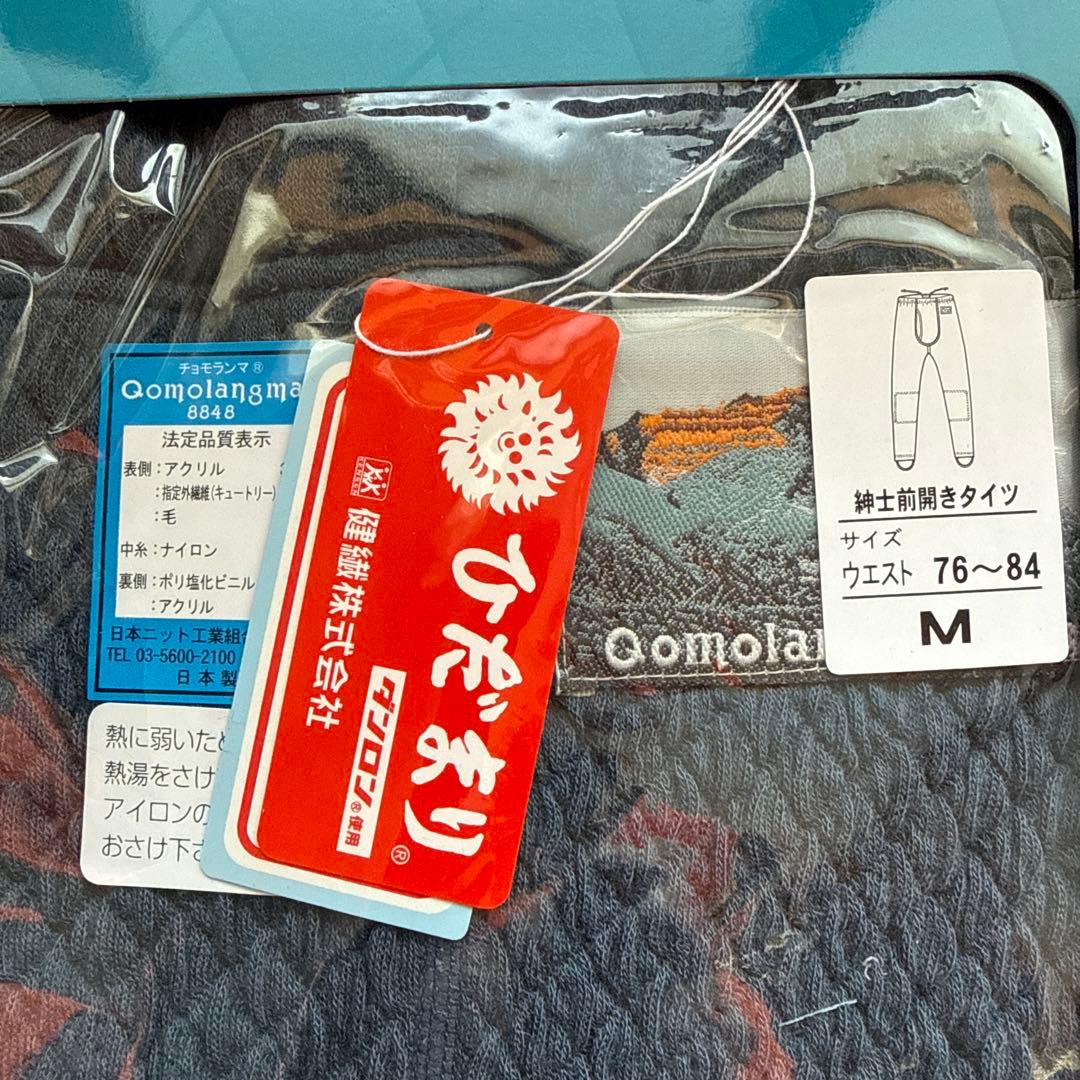 チョモランマ®
Qomolangma
8848
法定品質表示
表側:アクリル
:指定外繊維(キュートリー)
:毛
中糸:ナイロン
裏側:ポリ塩化ビニル
:アクリル
日本ニット工業組合
TEL 03-5600-2100
日本製
熱に弱いた
熱湯をさけ
アイロンの
おさけ下さ
ひだまり®
ダンロン®使用
KENSEN
健繊株式会社
Qomola
紳士前開きタイツ
サイズ
ウエスト 76〜84
M